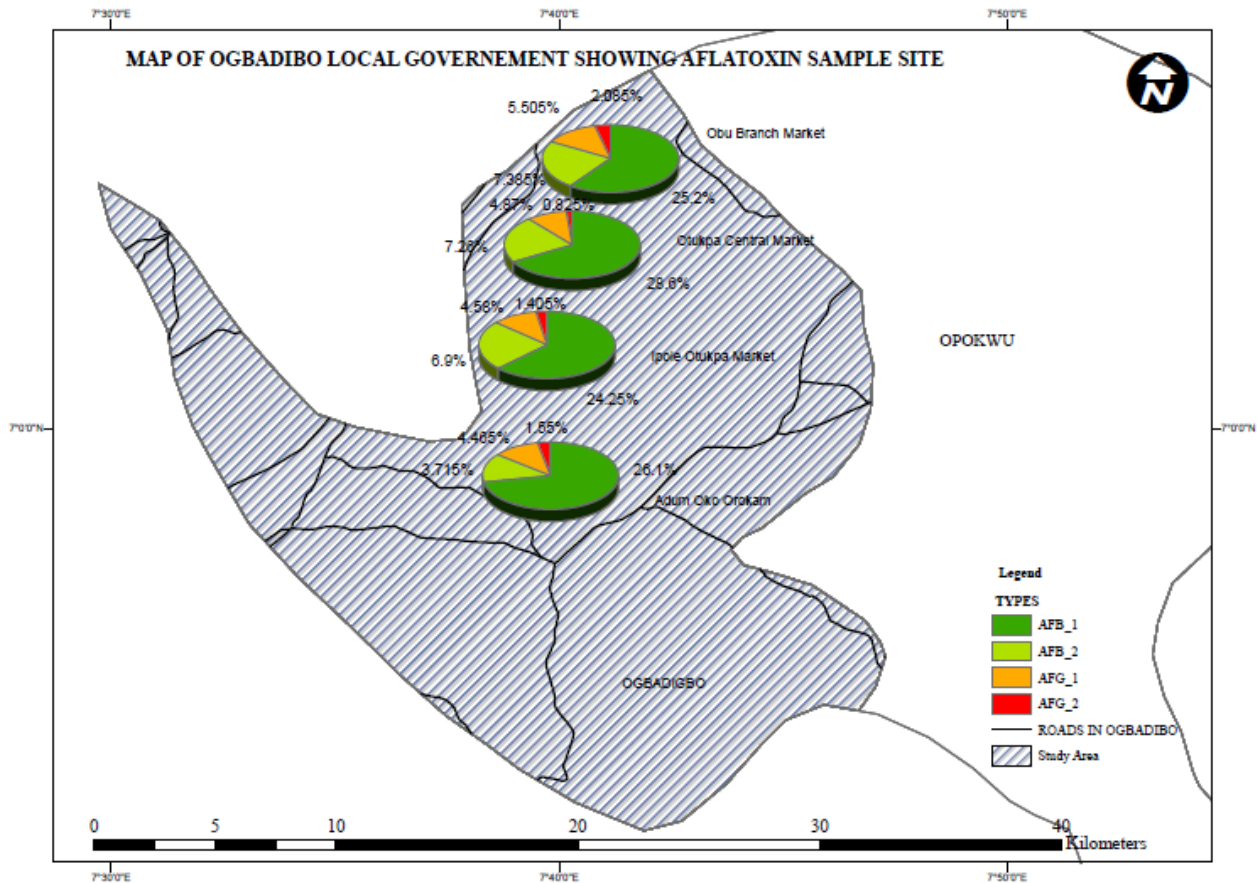 7°30'0"E 7°40'0"E 7°50'0"E
MAP OF OGBADIBO LOCAL GOVERNEMENT SHOWING AFLATOXIN SAMPLE SITE
N
5.505% 2.085%
Obu Branch Market
7.385%
25.2%
4.87% 0.825%
Otukpa Central Market
7.26%
28.6%
4.58% 1.405%
OPOKWU
Ipole Otukpa Market
6.9%
24.25%
7°0'0"N 7°0'0"N
4.465% 1.55%
3.715% 26.1%
Adum Oko Orokam
OGBADIGBO
Legend
TYPES
AFB_1
AFB_2
AFG_1
AFG_2
ROADS IN OGBADIBO
Study Area
0 5 10 20 30 40
Kilometers
7°30'0"E 7°40'0"E 7°50'0"E